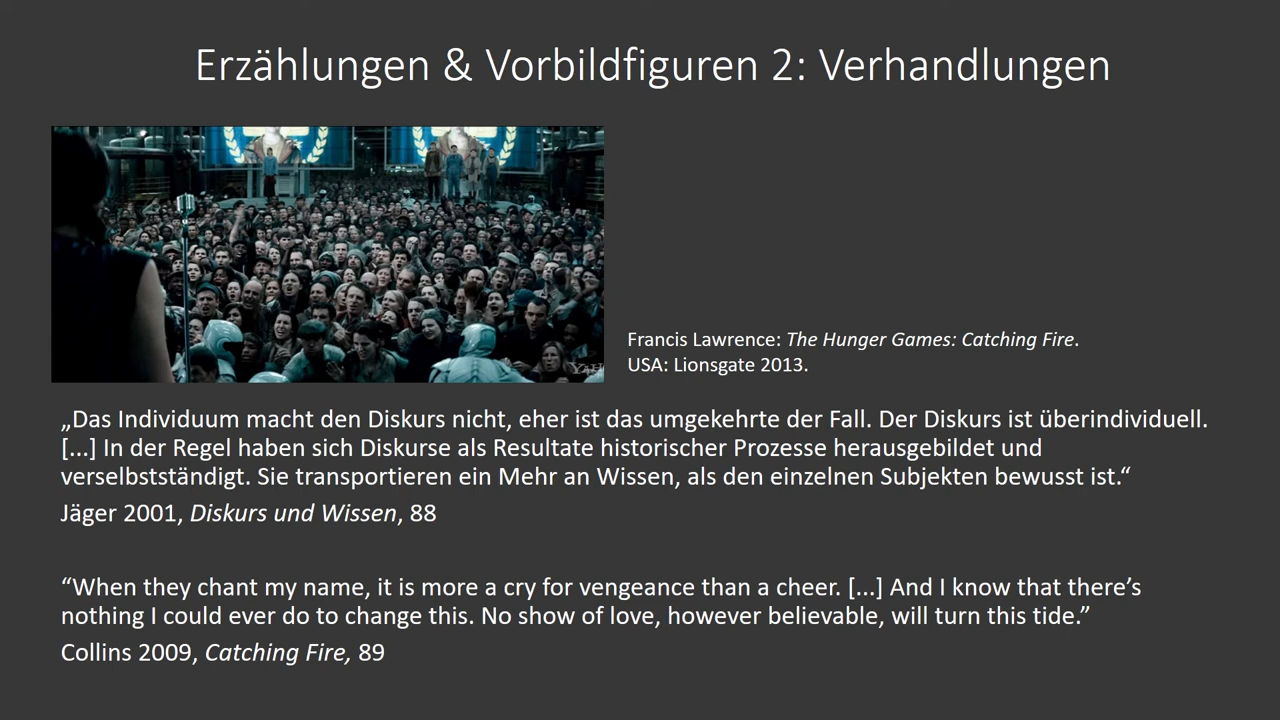 Erzählungen & Vorbildfiguren 2: Verhandlungen
Francis Lawrence: The Hunger Games: Catching Fire.
USA: Lionsgate 2013.
„Das Individuum macht den Diskurs nicht, eher ist das umgekehrte der Fall. Der Diskurs ist überindividuell.
[...] In der Regel haben sich Diskurse als Resultate historischer Prozesse herausgebildet und
verselbstständigt. Sie transportieren ein Mehr an Wissen, als den einzelnen Subjekten bewusst ist.“
Jäger 2001, Diskurs und Wissen, 88
“When they chant my name, it is more a cry for vengeance than a cheer. [...] And I know that there’s
nothing I could ever do to change this. No show of love, however believable, will turn this tide.”
Collins 2009, Catching Fire, 89